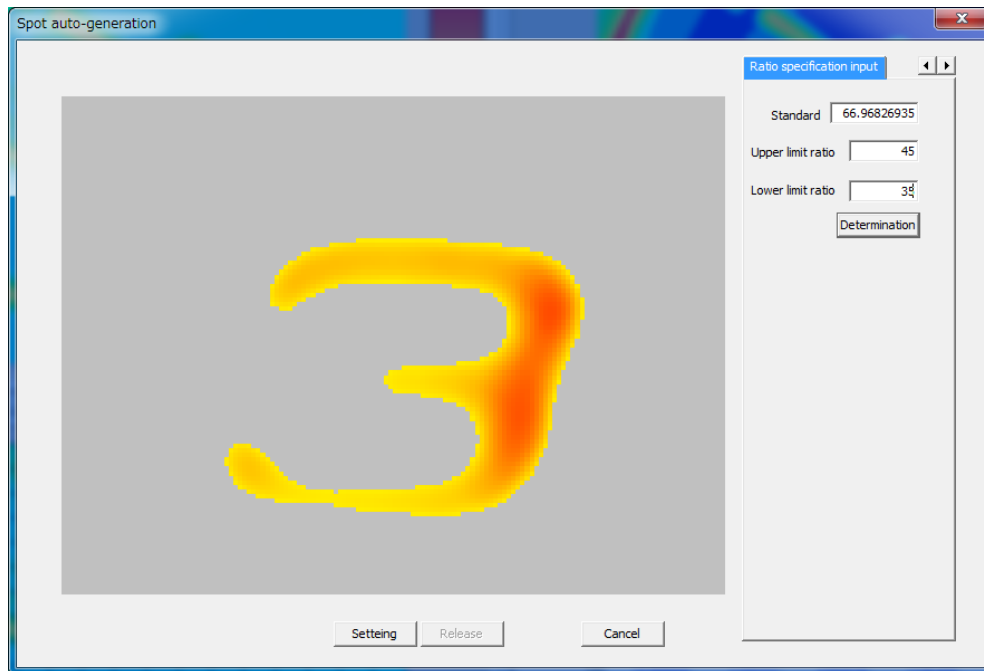 Spot auto-generation
Ratio specification input
Standard 66.96826935
Upper limit ratio 45
Lower limit ratio 35
Determination
3
Setteing Release Cancel